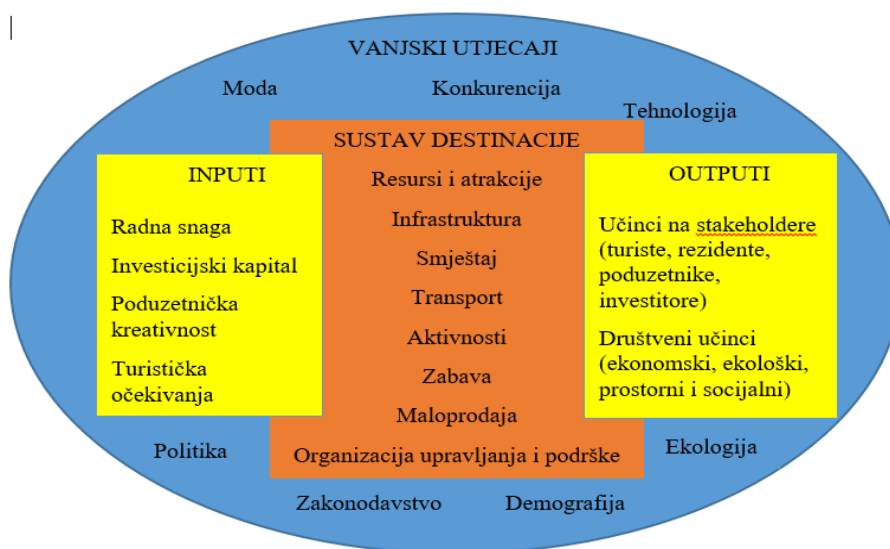 VANJSKI UTJECAJI
Moda
Konkurencija
Tehnologija
INPUTI
Radna snaga
Investicijski kapital
Poduzetnička
kreativnost
Turistička
očekivanja
SUSTAV DESTINACIJE
Resursi i atrakcije
Infrastruktura
Smještaj
Transport
Aktivnosti
Zabava
Maloprodaja
Organizacija upravljanja i podrške
OUTPUTI
Učinci na stakeholdere
(turiste, rezidente,
poduzetnike,
investitore)
Društveni učinci
(ekonomski, ekološki,
prostorni i socijalni)
Politika
Ekologija
Zakonodavstvo
Demografija